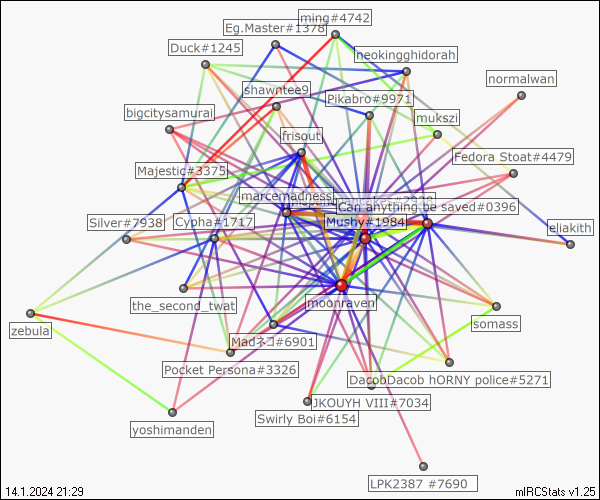 ming#4742
Eg.Master#1378
Duck#1245
heokingghidorah
normalwan
shawntee9
Pikabro#9971
bigcitysamurai
mukszi
frisout
Fedora Stoat#4479
Majestic#3375
marcemadness
Can anything be saved#0396
Silver#7938
Cypha#1717
Mushy#1984
eliakith
the_second_twat
moonraven
zebula
somass
Madネコ#6901
Pocket Persona#3326
DacobDacob hORNY police#5271
JKOUYH VIII#7034
Swirly Boi#6154
yoshimanden
LPK2387 #7690
14.1.2024 21:29
mIRCStats v1.25